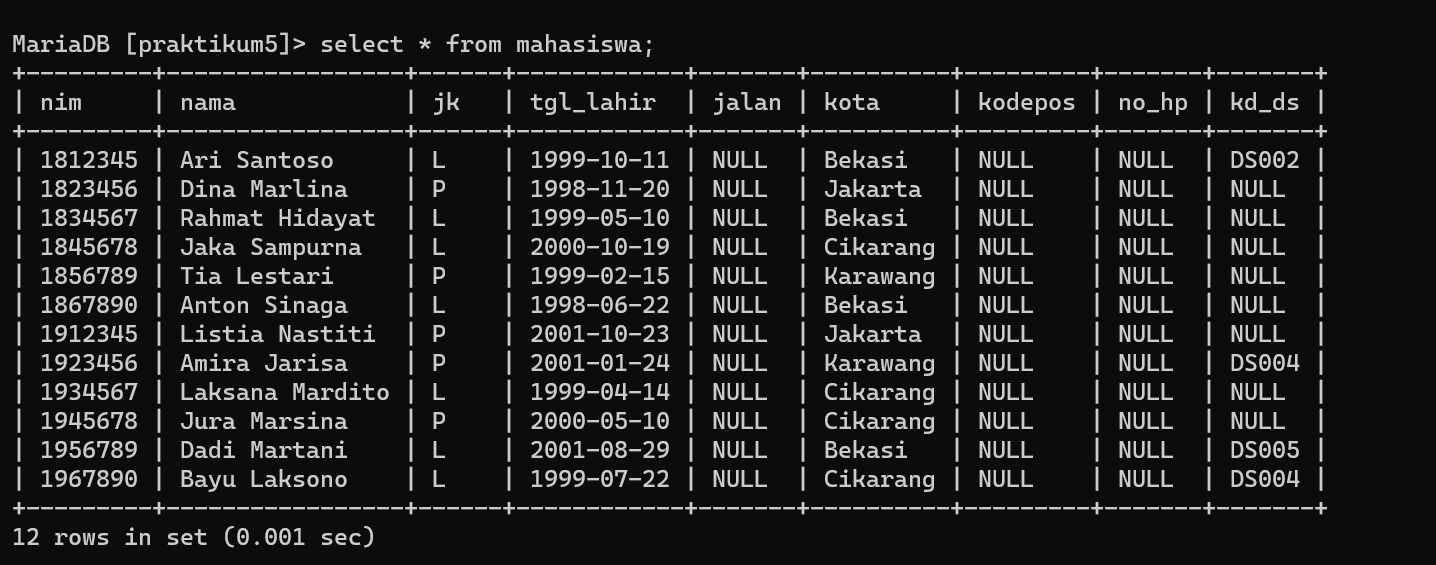 MariaDB [praktikum5]> select * from mahasiswa;
+---------+-----------------+------+------------+-------+----------+---------+-------+-------+
| nim     | nama            | jk   | tgl_lahir  | jalan | kota     | kodepos | no_hp | kd_ds |
+---------+-----------------+------+------------+-------+----------+---------+-------+-------+
| 1812345 | Ari Santoso     | L    | 1999-10-11 | NULL  | Bekasi   | NULL    | NULL  | DS002 |
| 1823456 | Dina Marlina    | P    | 1998-11-20 | NULL  | Jakarta  | NULL    | NULL  | NULL  |
| 1834567 | Rahmat Hidayat  | L    | 1999-05-10 | NULL  | Bekasi   | NULL    | NULL  | NULL  |
| 1845678 | Jaka Sampurna   | L    | 2000-10-19 | NULL  | Cikarang | NULL    | NULL  | NULL  |
| 1856789 | Tia Lestari     | P    | 1999-02-15 | NULL  | Karawang | NULL    | NULL  | NULL  |
| 1867890 | Anton Sinaga    | L    | 1998-06-22 | NULL  | Bekasi   | NULL    | NULL  | NULL  |
| 1912345 | Listia Nastiti  | P    | 2001-10-23 | NULL  | Jakarta  | NULL    | NULL  | NULL  |
| 1923456 | Amira Jarisa    | P    | 2001-01-24 | NULL  | Karawang | NULL    | NULL  | DS004 |
| 1934567 | Laksana Mardito | L    | 1999-04-14 | NULL  | Cikarang | NULL    | NULL  | NULL  |
| 1945678 | Jura Marsina    | P    | 2000-05-10 | NULL  | Cikarang | NULL    | NULL  | NULL  |
| 1956789 | Dadi Martani    | L    | 2001-08-29 | NULL  | Bekasi   | NULL    | NULL  | DS005 |
| 1967890 | Bayu Laksono    | L    | 1999-07-22 | NULL  | Cikarang | NULL    | NULL  | DS004 |
+---------+-----------------+------+------------+-------+----------+---------+-------+-------+
12 rows in set (0.001 sec)